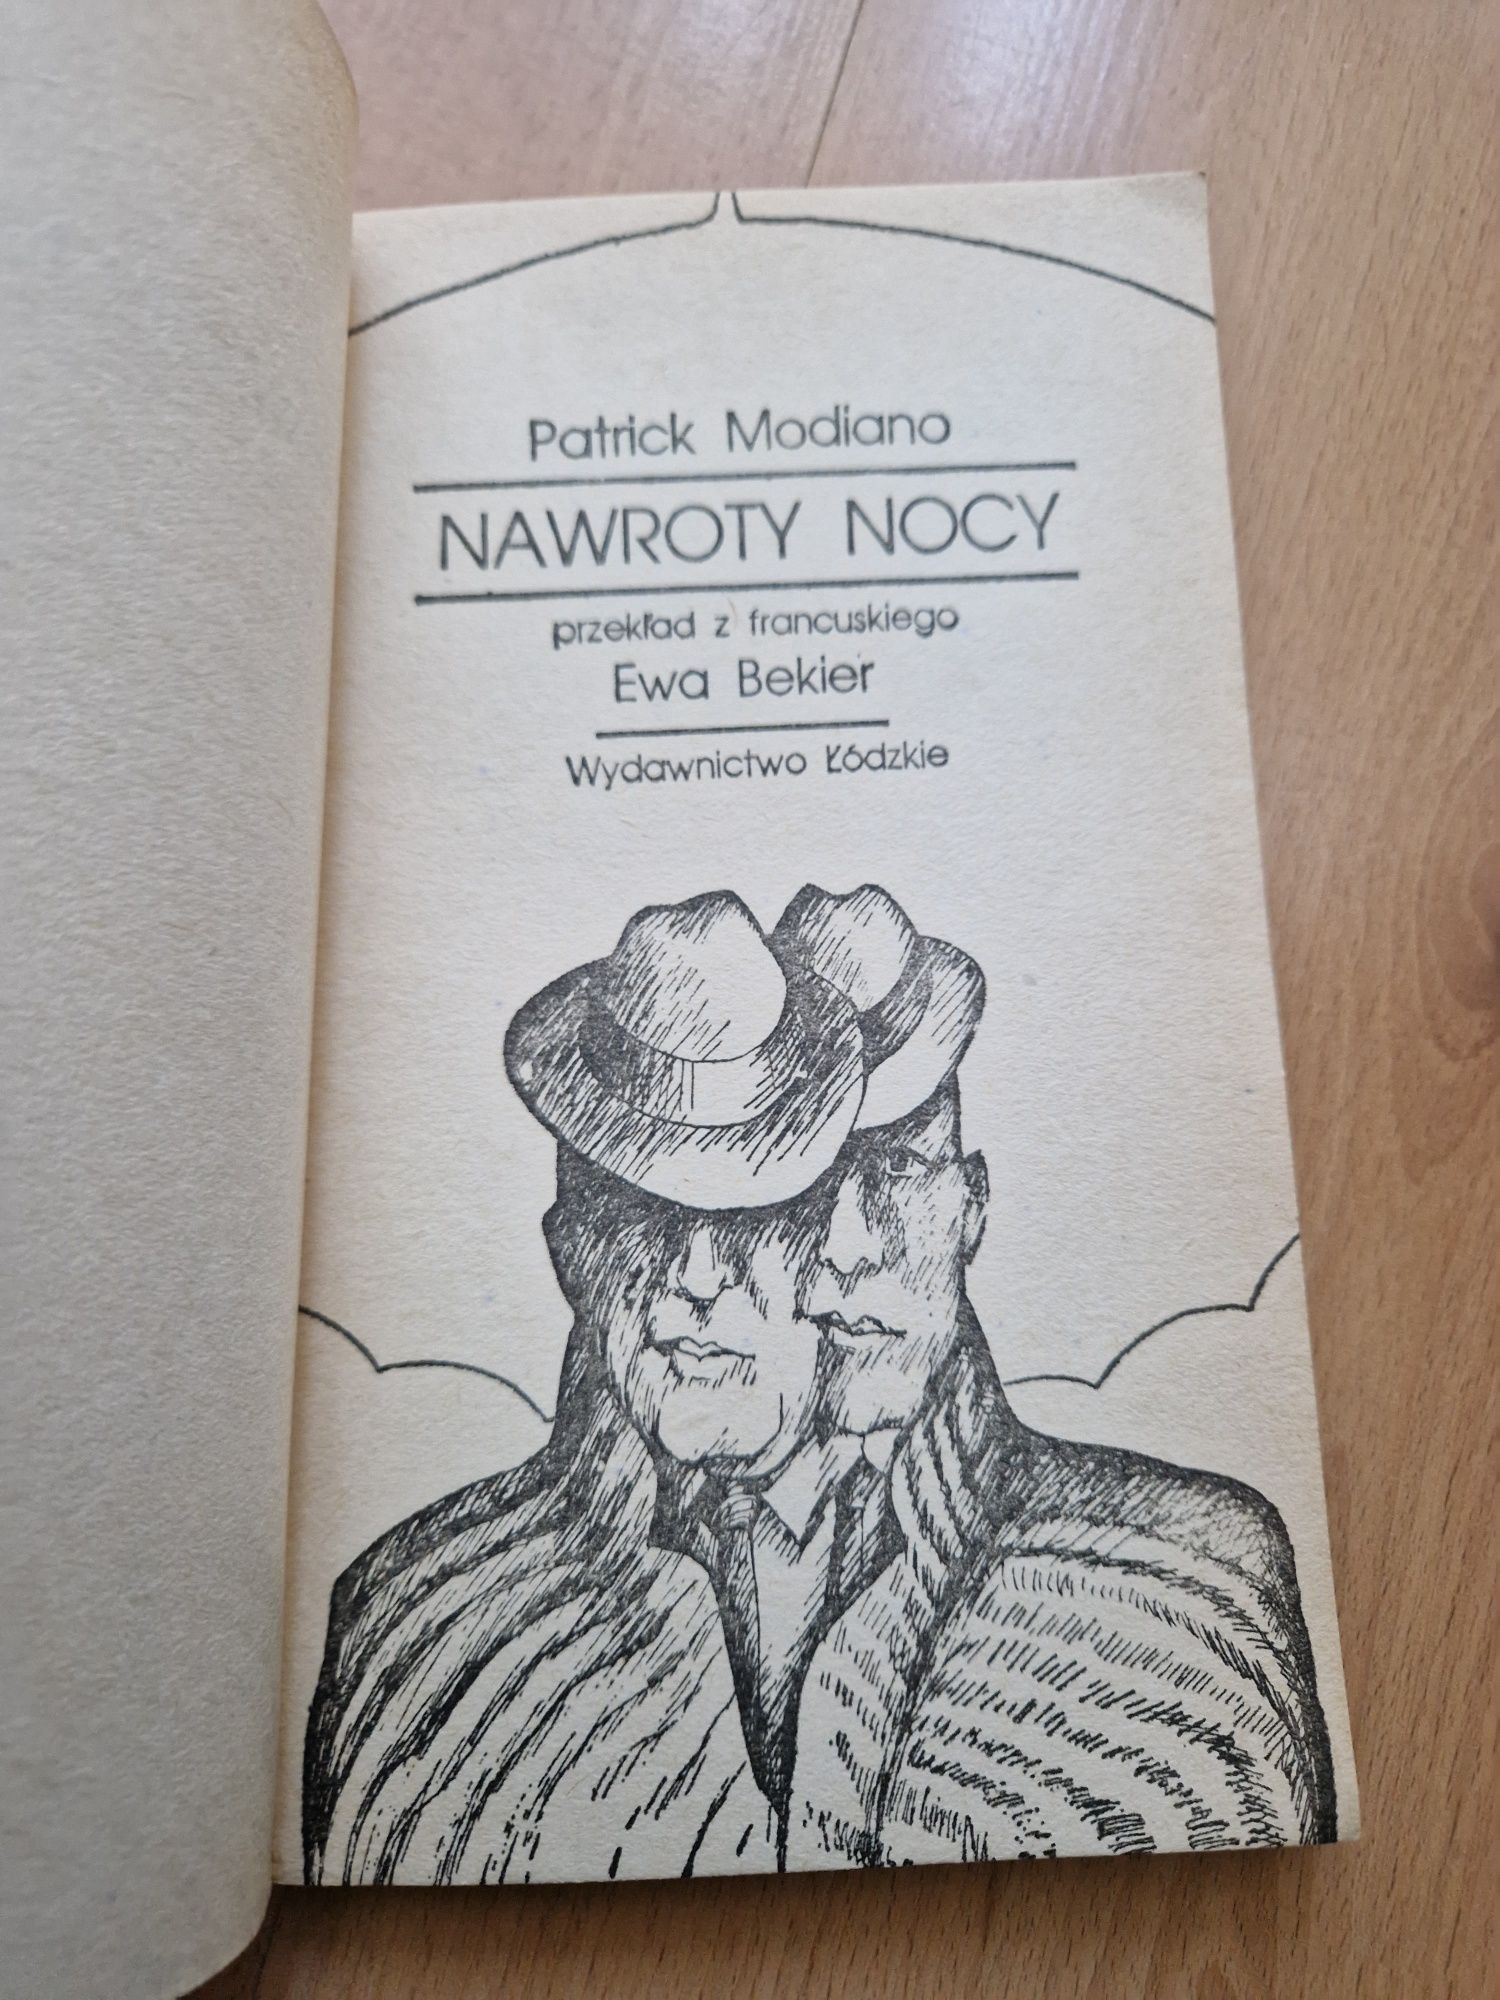 Patrick Modiano
NAWROTY NOCY
przekład z francuskiego
Ewa Bekier
Wydawnictwo Łódzkie